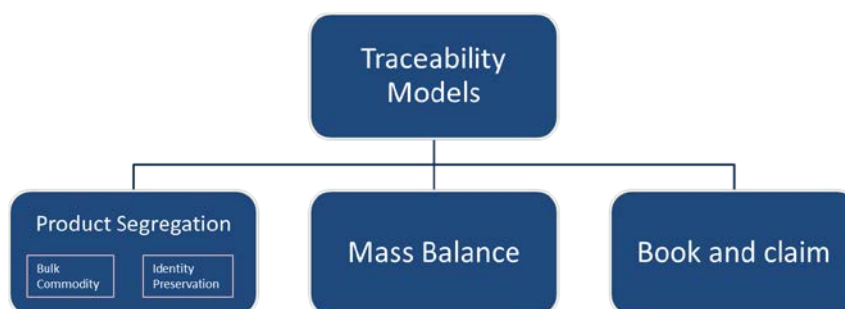 Traceability
Models
Product Segregation
Bulk
Commodity
Identity
Preservation
Mass Balance
Book and claim